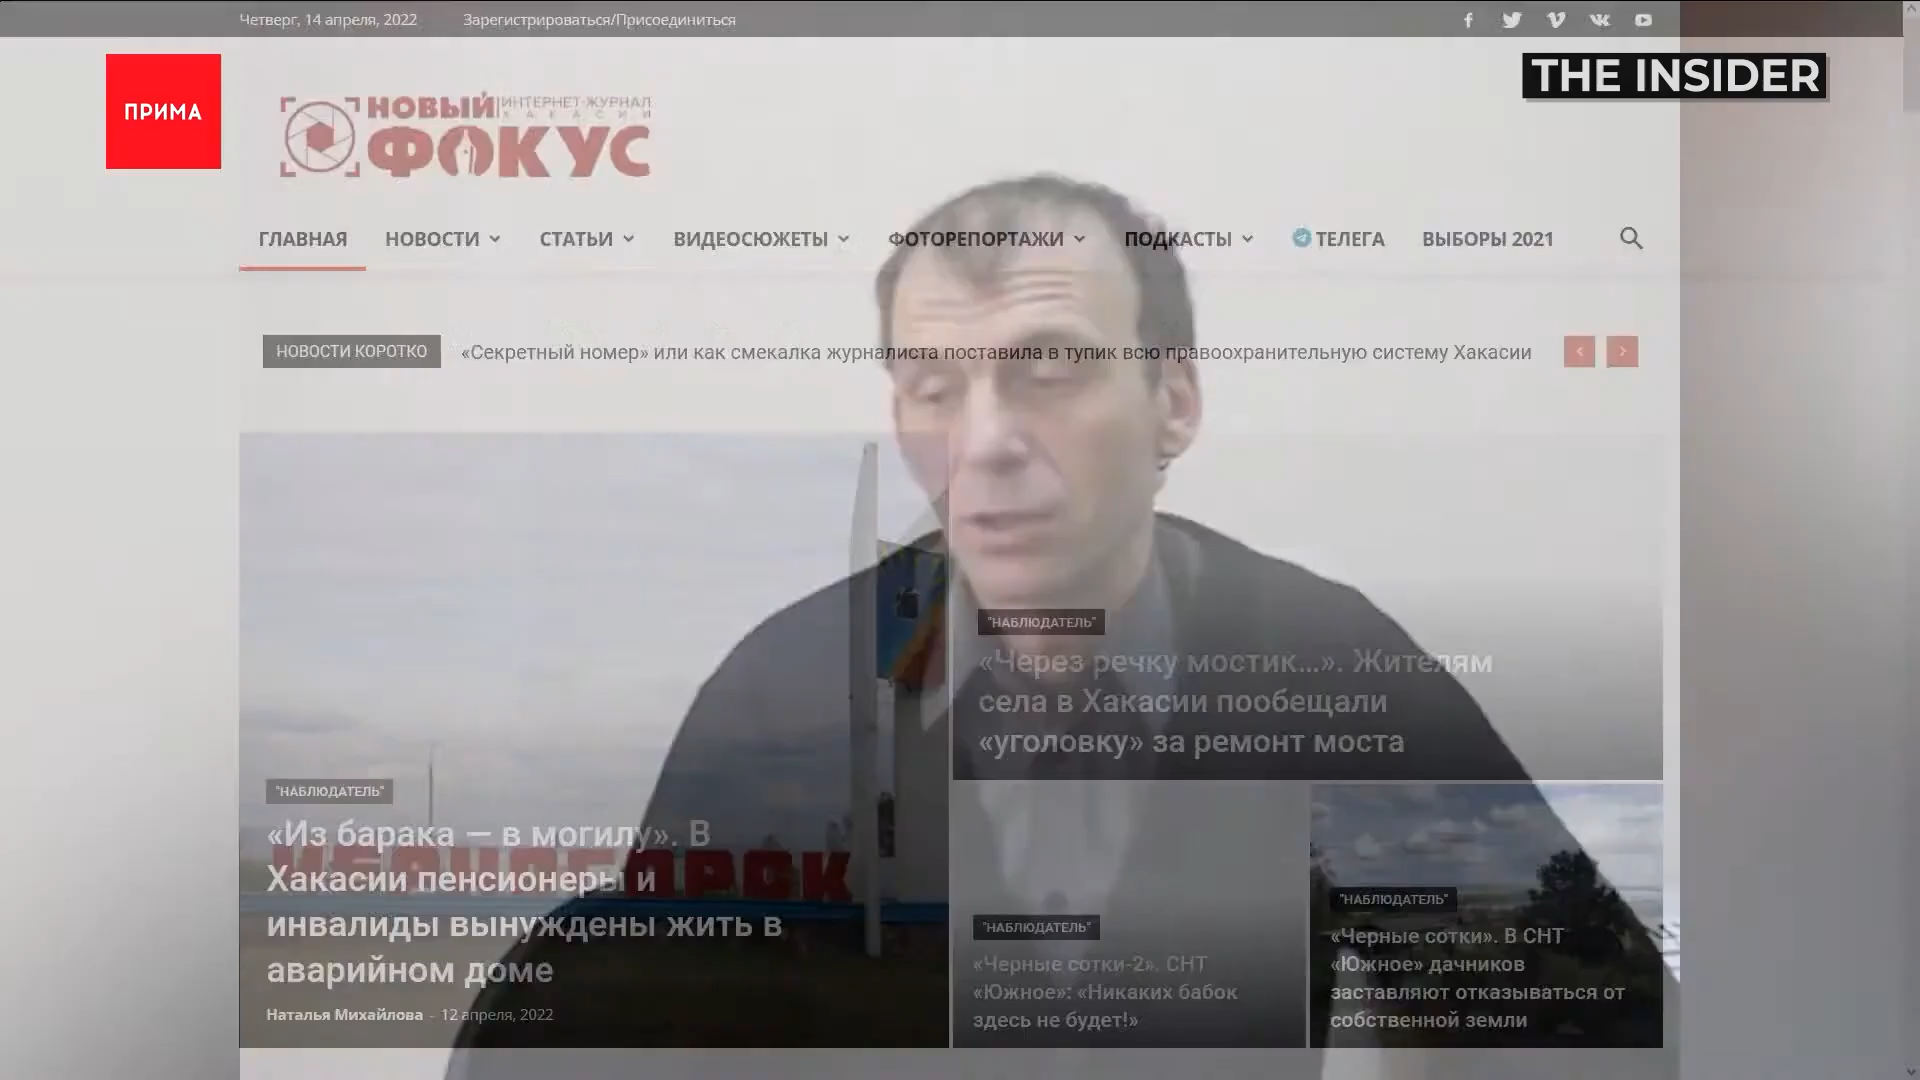 Четверг, 14 апреля, 2022
Зарегистрироваться/Присоединиться
THE INSIDER
ПРИМА
НОВЫЙ
ИНТЕРНЕТ-ЖУРНАЛ
ХАКАСИИ
ФОКУС
ГЛАВНАЯ
НОВОСТИ
СТАТЬИ
ВИДЕОСЮЖЕТЫ
ФОТОРЕПОРТАЖИ
ПОДКАСТЫ
ТЕЛЕГА
ВЫБОРЫ 2021
НОВОСТИ КОРОТКО
«Секретный номер» или как смекалка журналиста поставила в тупик всю правоохранительную систему Хакасии
"НАБЛЮДАТЕЛЬ"
«Через речку мостик...». Жителям
села в Хакасии пообещали
«уголовку» за ремонт моста
ЧЕРНОГОРСК
"НАБЛЮДАТЕЛЬ"
«Из барака — в могилу». В
Хакасии пенсионеры и
инвалиды вынуждены жить в
аварийном доме
Наталья Михайлова - 12 апреля, 2022
"НАБЛЮДАТЕЛЬ"
«Черные сотки-2». СНТ
«Южное»: «Никаких бабок
здесь не будет!»
"НАБЛЮДАТЕЛЬ"
«Черные сотки». В СНТ
«Южное» дачников
заставляют отказываться от
собственной земли